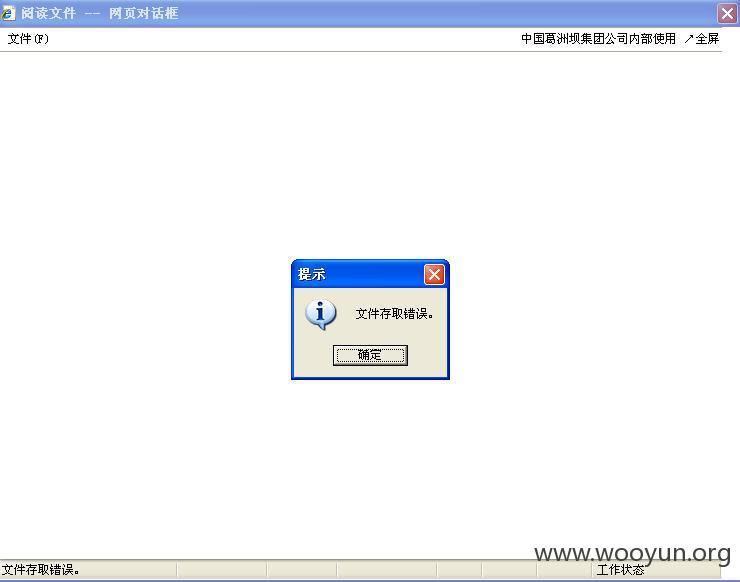 阅读文件 -- 网页对话框
文件(F)
中国葛洲坝集团公司内部使用 ↗全屏
提示
文件存取错误。
确定
www.wooyun.org
文件存取错误。
工作状态